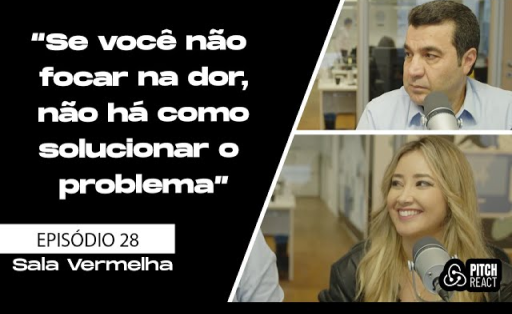 “Se você não
focar na dor,
não há como
solucionar o
problema”
EPISÓDIO 28
Sala Vermelha
PITCH
REACT